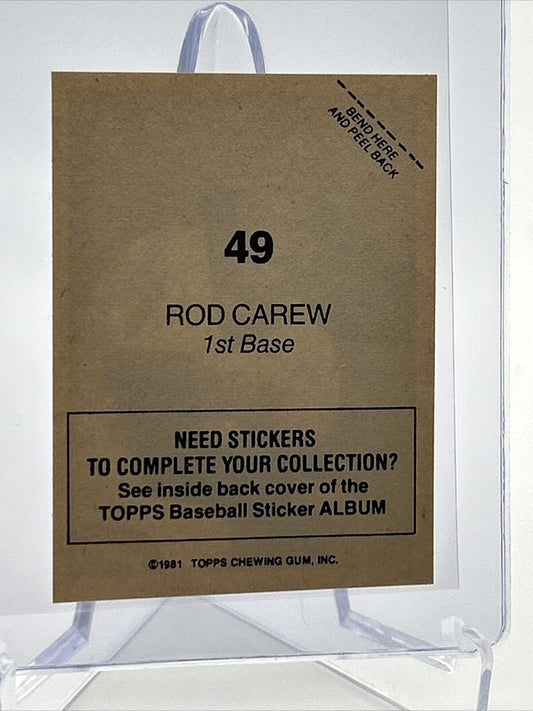 BEND HERE
AND PEEL BACK
49
ROD CAREW
1st Base
NEED STICKERS
TO COMPLETE YOUR COLLECTION?
See inside back cover of the
TOPPS Baseball Sticker ALBUM
©1981 TOPPS CHEWING GUM, INC.